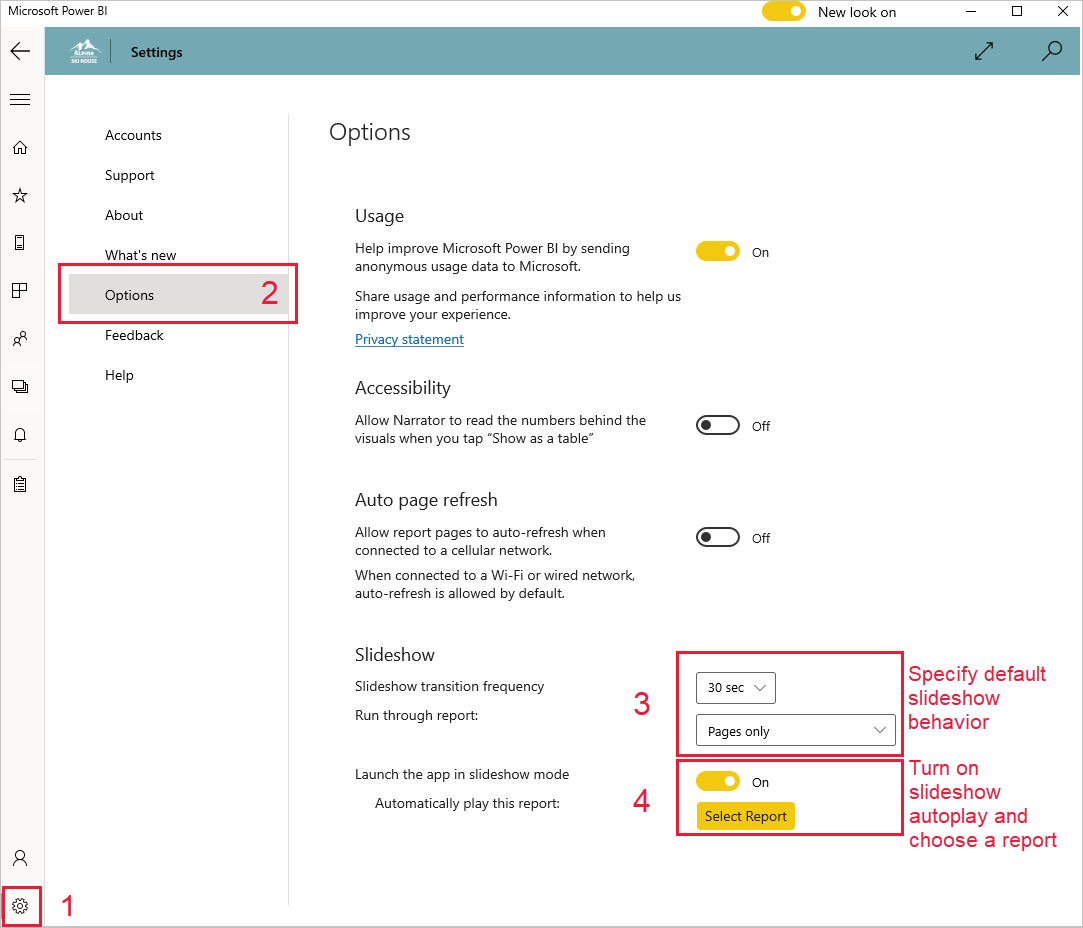 Microsoft Power BI
New look on
ALPINE
SKI HOUSE
Settings
Accounts
Support
About
What's new
Options
2
Feedback
Help
Options
Usage
Help improve Microsoft Power BI by sending
anonymous usage data to Microsoft.
On
Share usage and performance information to help us
improve your experience.
Privacy statement
Accessibility
Allow Narrator to read the numbers behind the
visuals when you tap “Show as a table”
Off
Auto page refresh
Allow report pages to auto-refresh when
connected to a cellular network.
Off
When connected to a Wi-Fi or wired network,
auto-refresh is allowed by default.
Slideshow
Slideshow transition frequency
30 sec
Run through report:
Pages only
3
Specify default
slideshow
behavior
Launch the app in slideshow mode
On
Automatically play this report:
Select Report
4
Turn on
slideshow
autoplay and
choose a report
1